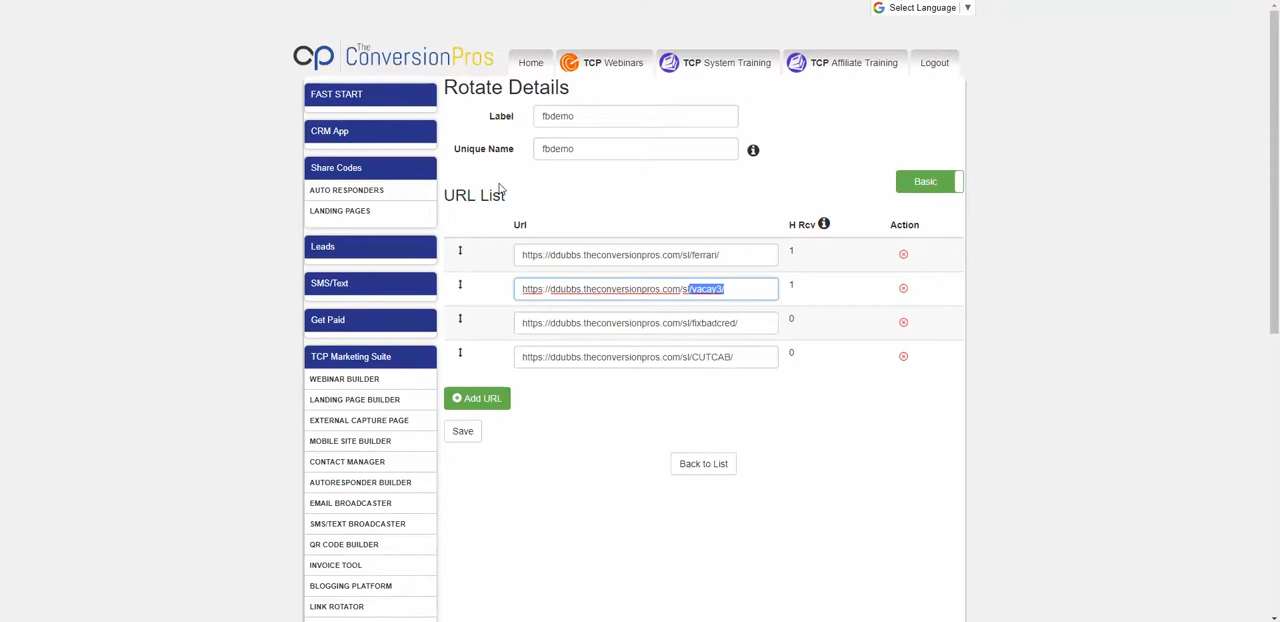 Select Language ▼
The ConversionPros
Home
TCP Webinars
TCP System Training
TCP Affiliate Training
Logout
FAST START
CRM App
Share Codes
AUTO RESPONDERS
LANDING PAGES
Leads
SMS/Text
Get Paid
TCP Marketing Suite
WEBINAR BUILDER
LANDING PAGE BUILDER
EXTERNAL CAPTURE PAGE
MOBILE SITE BUILDER
CONTACT MANAGER
AUTORESPONDER BUILDER
EMAIL BROADCASTER
SMS/TEXT BROADCASTER
QR CODE BUILDER
INVOICE TOOL
BLOGGING PLATFORM
LINK ROTATOR
Rotate Details
Label fbdemo
Unique Name fbdemo
Basic
URL List
Url H Rcv Action
https://ddubbs.theconversionpros.com/sl/ferrari/ 1
https://ddubbs.theconversionpros.com/sl/vacay3/ 1
https://ddubbs.theconversionpros.com/sl/fixbadcred/ 0
https://ddubbs.theconversionpros.com/sl/CUTCAB/ 0
Add URL
Save
Back to List